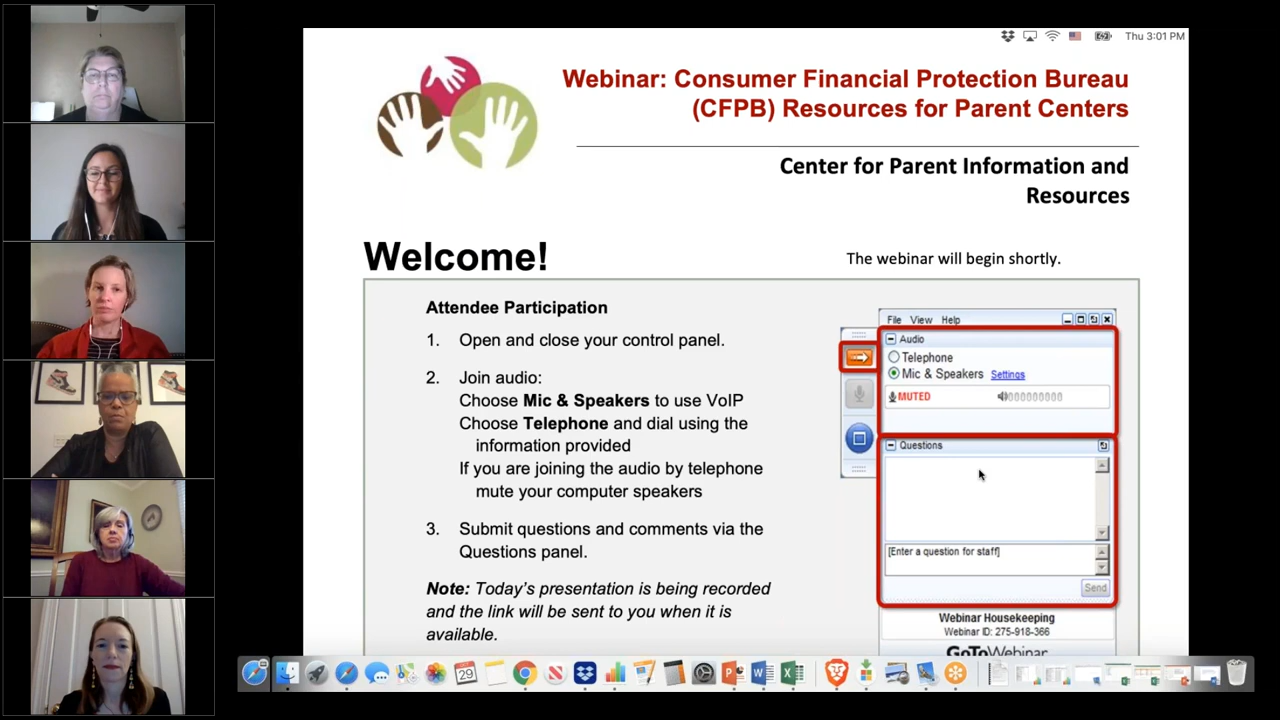 Thu 3:01 PM
Webinar: Consumer Financial Protection Bureau
(CFPB) Resources for Parent Centers
Center for Parent Information and
Resources
Welcome!
The webinar will begin shortly.
Attendee Participation
1. Open and close your control panel.
2. Join audio:
Choose Mic & Speakers to use VoIP
Choose Telephone and dial using the
information provided
If you are joining the audio by telephone
mute your computer speakers
3. Submit questions and comments via the
Questions panel.
Note: Today's presentation is being recorded
and the link will be sent to you when it is
available.
File View Help
Audio
Telephone
Mic & Speakers Settings
MUTED
Questions
[Enter a question for staff]
Send
Webinar Housekeeping
Webinar ID: 275-918-366
GoToWebinar
29